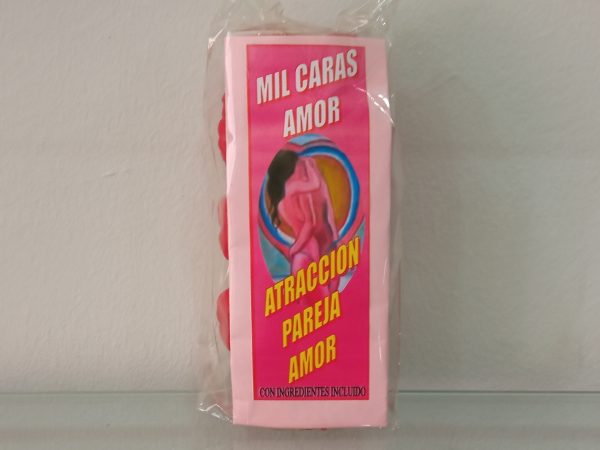 MIL CARAS
AMOR
ATRACCION
PAREJA
AMOR
CON INGREDIENTES INCLUIDO